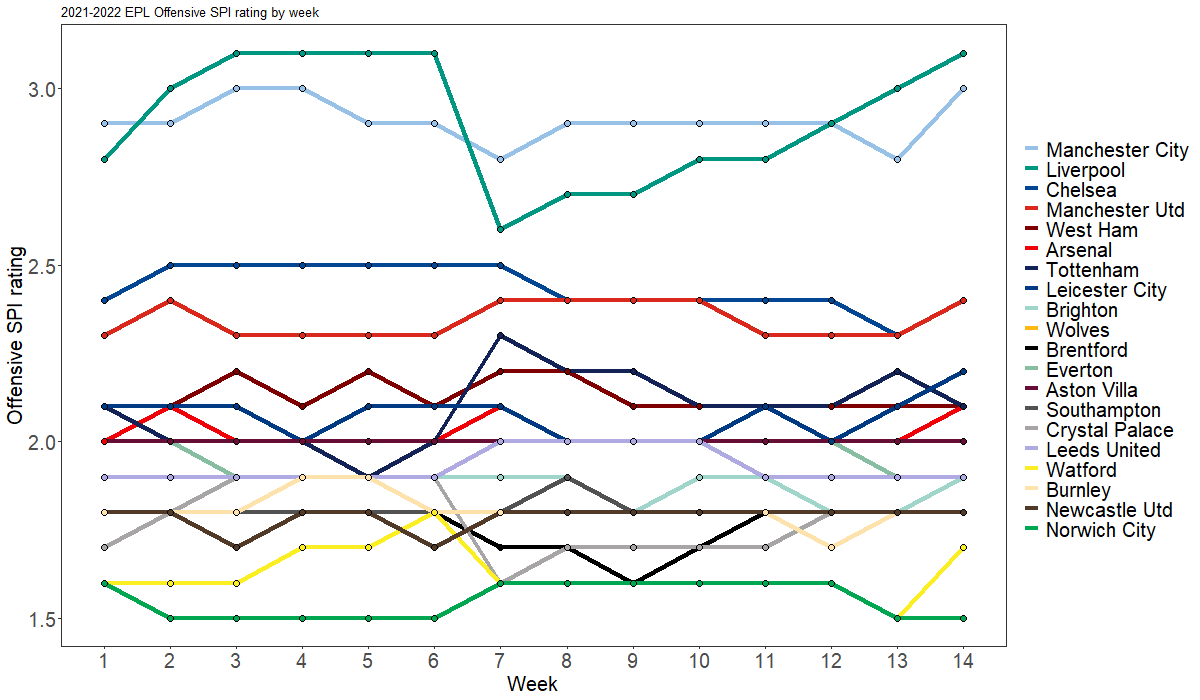 2021-2022 EPL Offensive SPI rating by week
3.0
2.5
2.0
1.5
Offensive SPI rating
1 2 3 4 5 6 7 8 9 10 11 12 13 14
Week
Manchester City
Liverpool
Chelsea
Manchester Utd
West Ham
Arsenal
Tottenham
Leicester City
Brighton
Wolves
Brentford
Everton
Aston Villa
Southampton
Crystal Palace
Leeds United
Watford
Burnley
Newcastle Utd
Norwich City